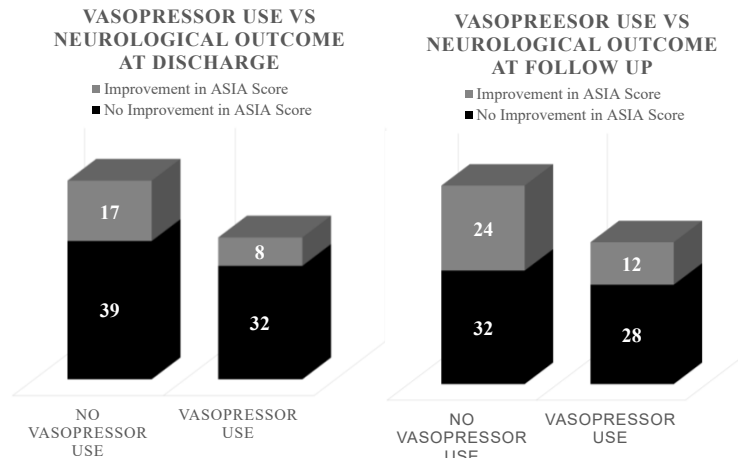 VASOPRESSOR USE VS
NEUROLOGICAL OUTCOME
AT DISCHARGE
Improvement in ASIA Score
No Improvement in ASIA Score
17
39
8
32
NO
VASOPRESSOR
USE
VASOPRESSOR
USE
VASOPREESOR USE VS
NEUROLOGICAL OUTCOME
AT FOLLOW UP
Improvement in ASIA Score
No Improvement in ASIA Score
24
32
12
28
NO
VASOPRESSOR
USE
VASOPRESSOR
USE